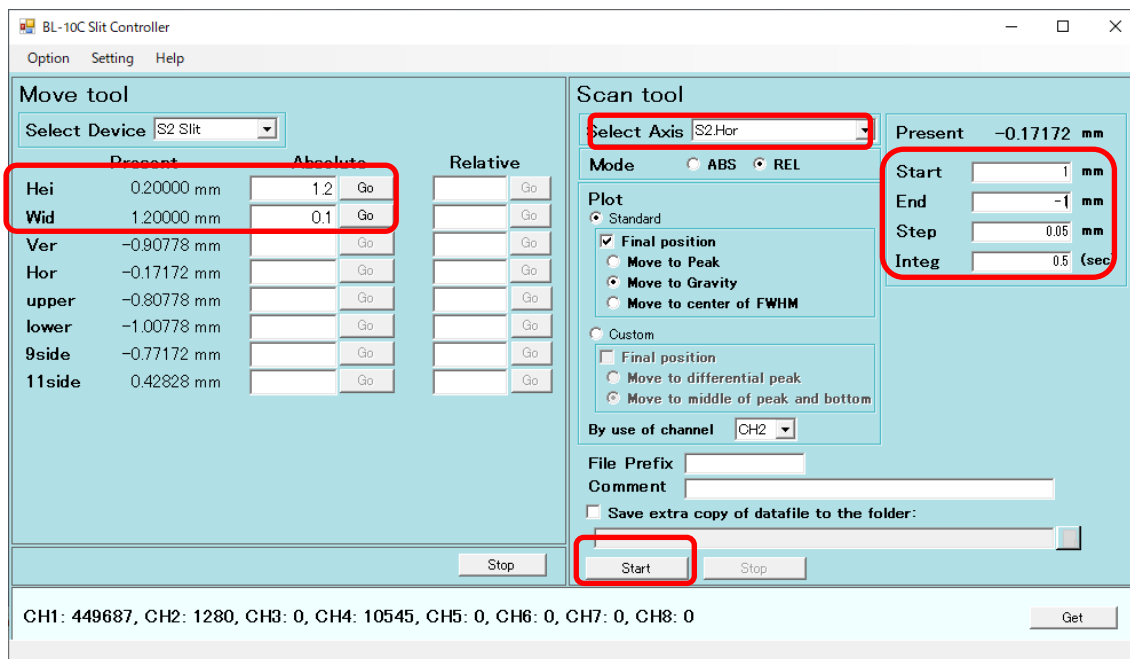 BL-10C Slit Controller
Option Setting Help
Move tool
Select Device S2 Slit
Present Absolute Relative
Hei 0.20000 mm 1.2 Go Go
Wid 1.20000 mm 0.1 Go Go
Ver -0.90778 mm Go Go
Hor -0.17172 mm Go Go
upper -0.80778 mm Go Go
lower -1.00778 mm Go Go
9side -0.77172 mm Go Go
11side 0.42828 mm Go Go
Stop
Scan tool
Select Axis S2.Hor
Mode ABS REL
Plot
Standard
Final position
Move to Peak
Move to Gravity
Move to center of FWHM
Custom
Final position
Move to differential peak
Move to middle of peak and bottom
By use of channel CH2
Present -0.17172 mm
Start 1 mm
End -1 mm
Step 0.05 mm
Integ 0.5 (sec)
File Prefix
Comment
Save extra copy of datafile to the folder:
Start Stop
CH1: 449687, CH2: 1280, CH3: 0, CH4: 10545, CH5: 0, CH6: 0, CH7: 0, CH8: 0
Get